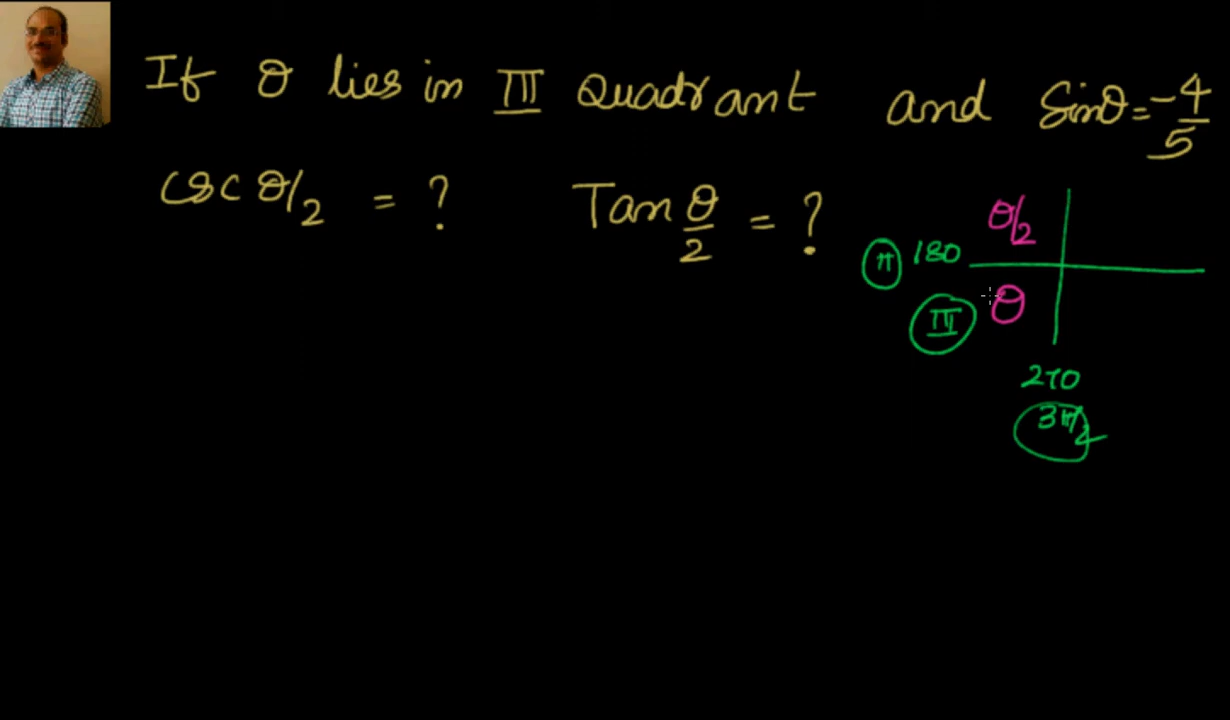 If θ lies in III Quadrant and Sinθ = -4/5
csc θ/2 = ? Tan θ/2 = ?
θ/2
π 180
III θ
270
3π/2